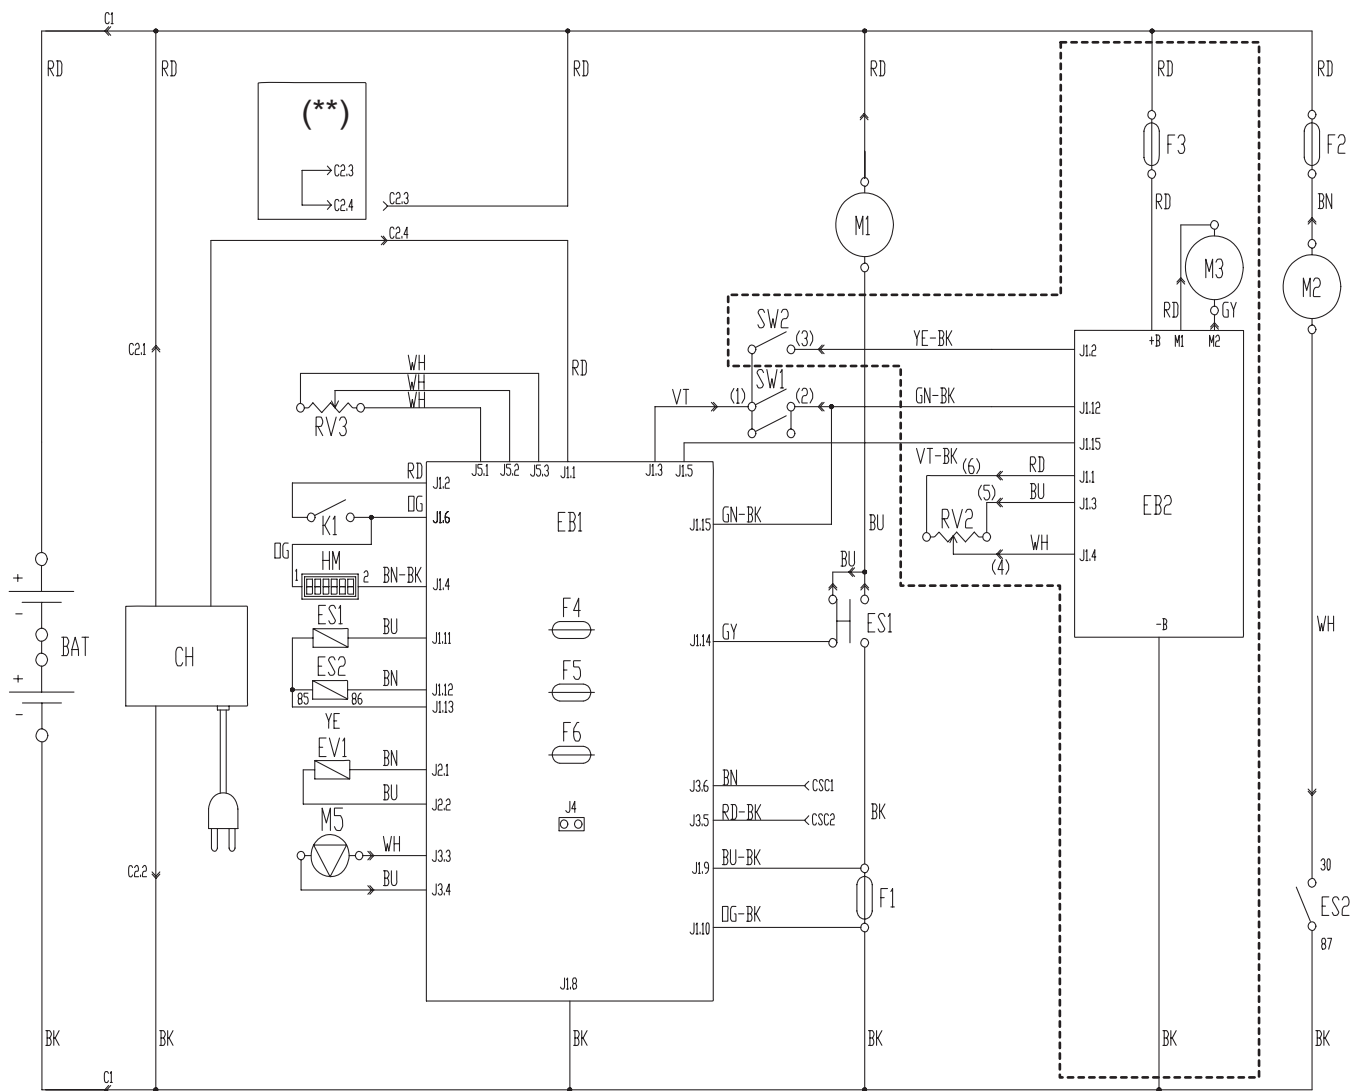 C1
RD RD RD RD RD RD
(**)
C2.3
C2.4
C2.3
C2.4
F3
F2
RD
BN
M1
M3
M2
RD GY
+B M1 M2
C2.1
SW2
(3)
YE-BK
J1.2
WH
WH
WH
RV3
RD
VT
(1)
SW1
(2)
GN-BK
J1.12
J1.15
J5.1 J5.2 J5.3 J1.1 J1.3 J1.5
RD
J1.2
OG
J1.6
K1
EB1
J1.15
GN-BK
VT-BK
(6)
RD
J1.1
(5)
BU
J1.3
RV2
EB2
WH
J1.4
(4)
OG
HM
1 2
BN-BK
J1.4
BU
BU
+
-
BAT
+
-
CH
ES1
BU
J1.11
ES2
BN
J1.12
85 86
J1.13
YE
F4
F5
F6
J1.14
GY
ES1
-B
WH
EV1
BN
J2.1
BU
J2.2
M5
WH
J3.3
BU
J3.4
J4
J3.6
BN
CSC1
J3.5
RD-BK
CSC2
BK
J1.9
BU-BK
F1
J1.10
OG-BK
C2.2
30
ES2
87
J1.8
BK BK BK BK BK BK
C1